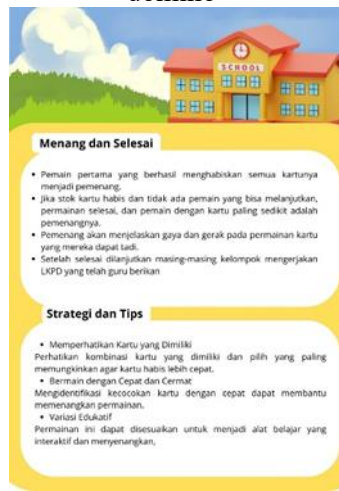 SCHOOL
Menang dan Selesai
• Pemain pertama yang berhasil menghabiskan semua kartunya
menjadi pemenang.
• Jika stok kartu habis dan tidak ada pemain yang bisa melanjutkan,
permainan selesai, dan pemain dengan kartu paling sedikit adalah
pemenangnya.
• Pemenang akan menjelaskan gaya dan gerak pada permainan kartu
yang mereka dapat tadi.
• Setelah selesai dilanjutkan masing-masing kelompok mengerjakan
LKPD yang telah guru berikan
Strategi dan Tips
• Memperhatikan Kartu yang Dimiliki
Perhatikan kombinasi kartu yang dimiliki dan pilih yang paling
memungkinkan agar kartu habis lebih cepat.
• Bermain dengan Cepat dan Cermat
Mengidentifikasi kecocokan kartu dengan cepat dapat membantu
memenangkan permainan.
• Variasi Edukatif
Permainan ini dapat disesuaikan untuk menjadi alat belajar yang
interaktif dan menyenangkan.